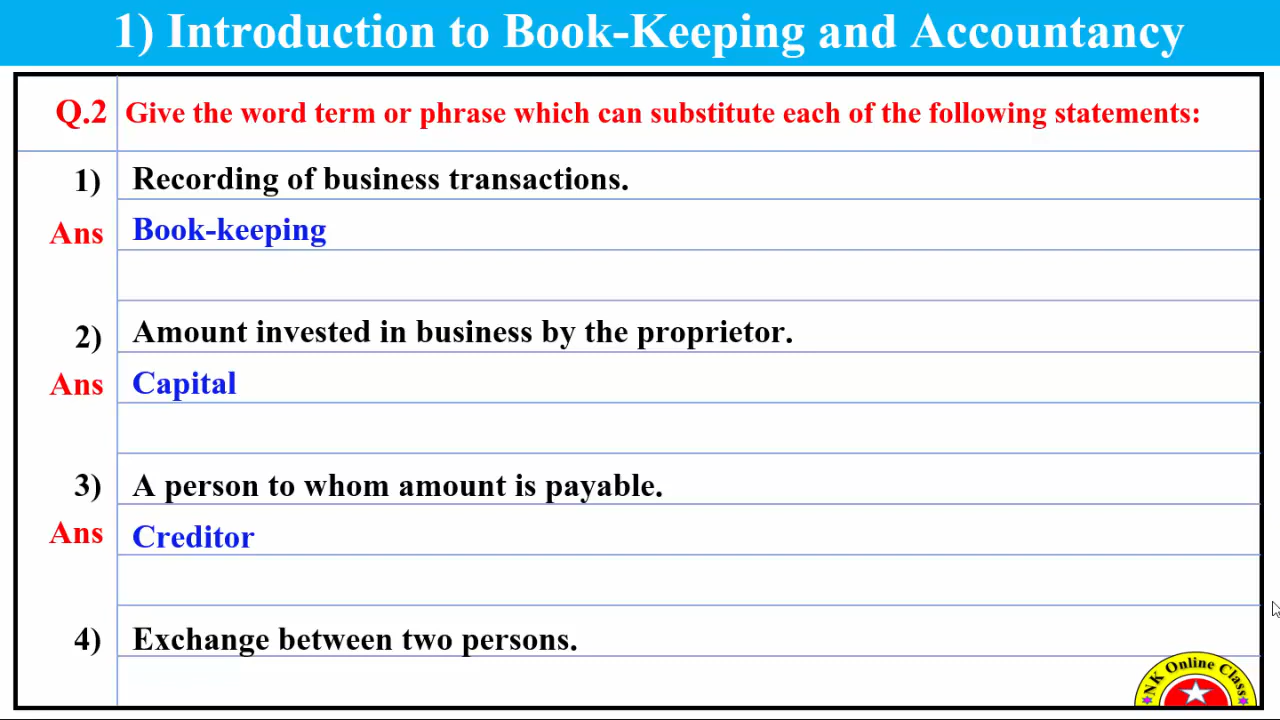 1) Introduction to Book-Keeping and Accountancy
Q.2 Give the word term or phrase which can substitute each of the following statements:
1) Recording of business transactions.
Ans Book-keeping
2) Amount invested in business by the proprietor.
Ans Capital
3) A person to whom amount is payable.
Ans Creditor
4) Exchange between two persons.
NK Online Class